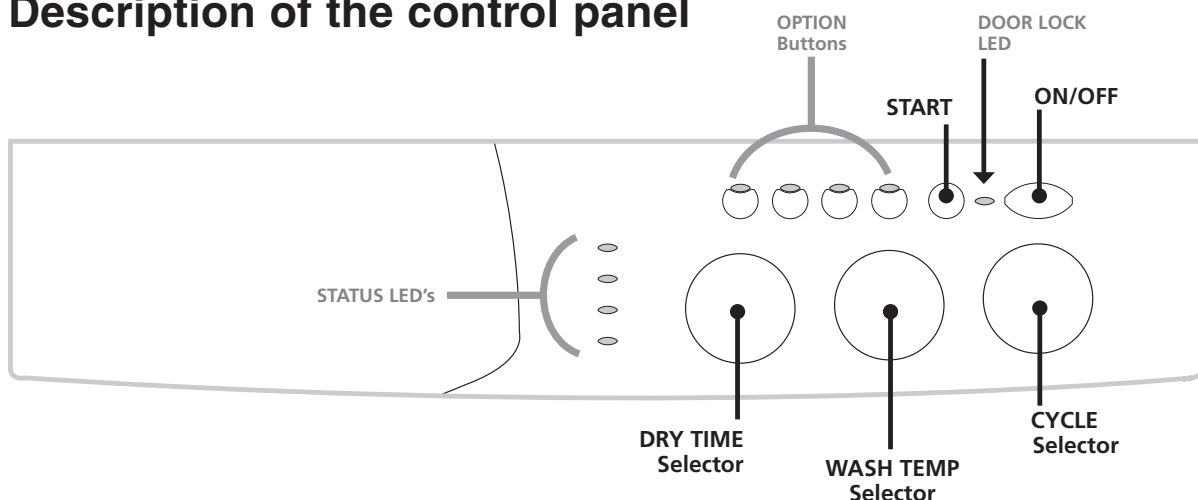 Description of the control panel
OPTION
Buttons
DOOR LOCK
LED
START
ON/OFF
STATUS LED's
DRY TIME
Selector
WASH TEMP
Selector
CYCLE
Selector